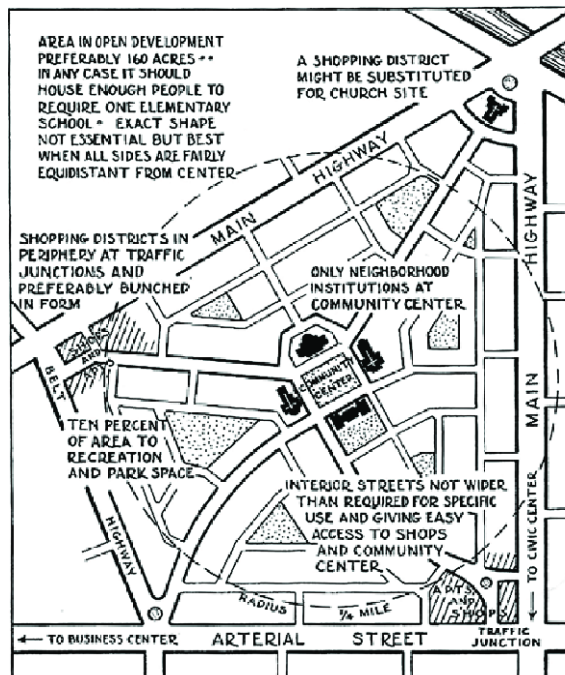 AREA IN OPEN DEVELOPMENT
PREFERABLY 160 ACRES --
IN ANY CASE IT SHOULD
HOUSE ENOUGH PEOPLE TO
REQUIRE ONE ELEMENTARY
SCHOOL - EXACT SHAPE
NOT ESSENTIAL BUT BEST
WHEN ALL SIDES ARE FAIRLY
EQUIDISTANT FROM CENTER
A SHOPPING DISTRICT
MIGHT BE SUBSTITUTED
FOR CHURCH SITE
MAIN HIGHWAY
HIGHWAY
MAIN
SHOPPING DISTRICTS IN
PERIPHERY AT TRAFFIC
JUNCTIONS AND
PREFERABLY BUNCHED
IN FORM
ONLY NEIGHBORHOOD
INSTITUTIONS AT
COMMUNITY CENTER
SHOPS
AND
APTS
BELT
HIGHWAY
COMMUNITY
CENTER
TEN PERCENT
OF AREA TO
RECREATION
AND PARK SPACE
INTERIOR STREETS NOT WIDER
THAN REQUIRED FOR SPECIFIC
USE AND GIVING EASY
ACCESS TO SHOPS
AND COMMUNITY
CENTER
TO CIVIC CENTER
RADIUS 1/4 MILE
APTS.
AND
SHOPS
TO BUSINESS CENTER
ARTERIAL STREET
TRAFFIC
JUNCTION